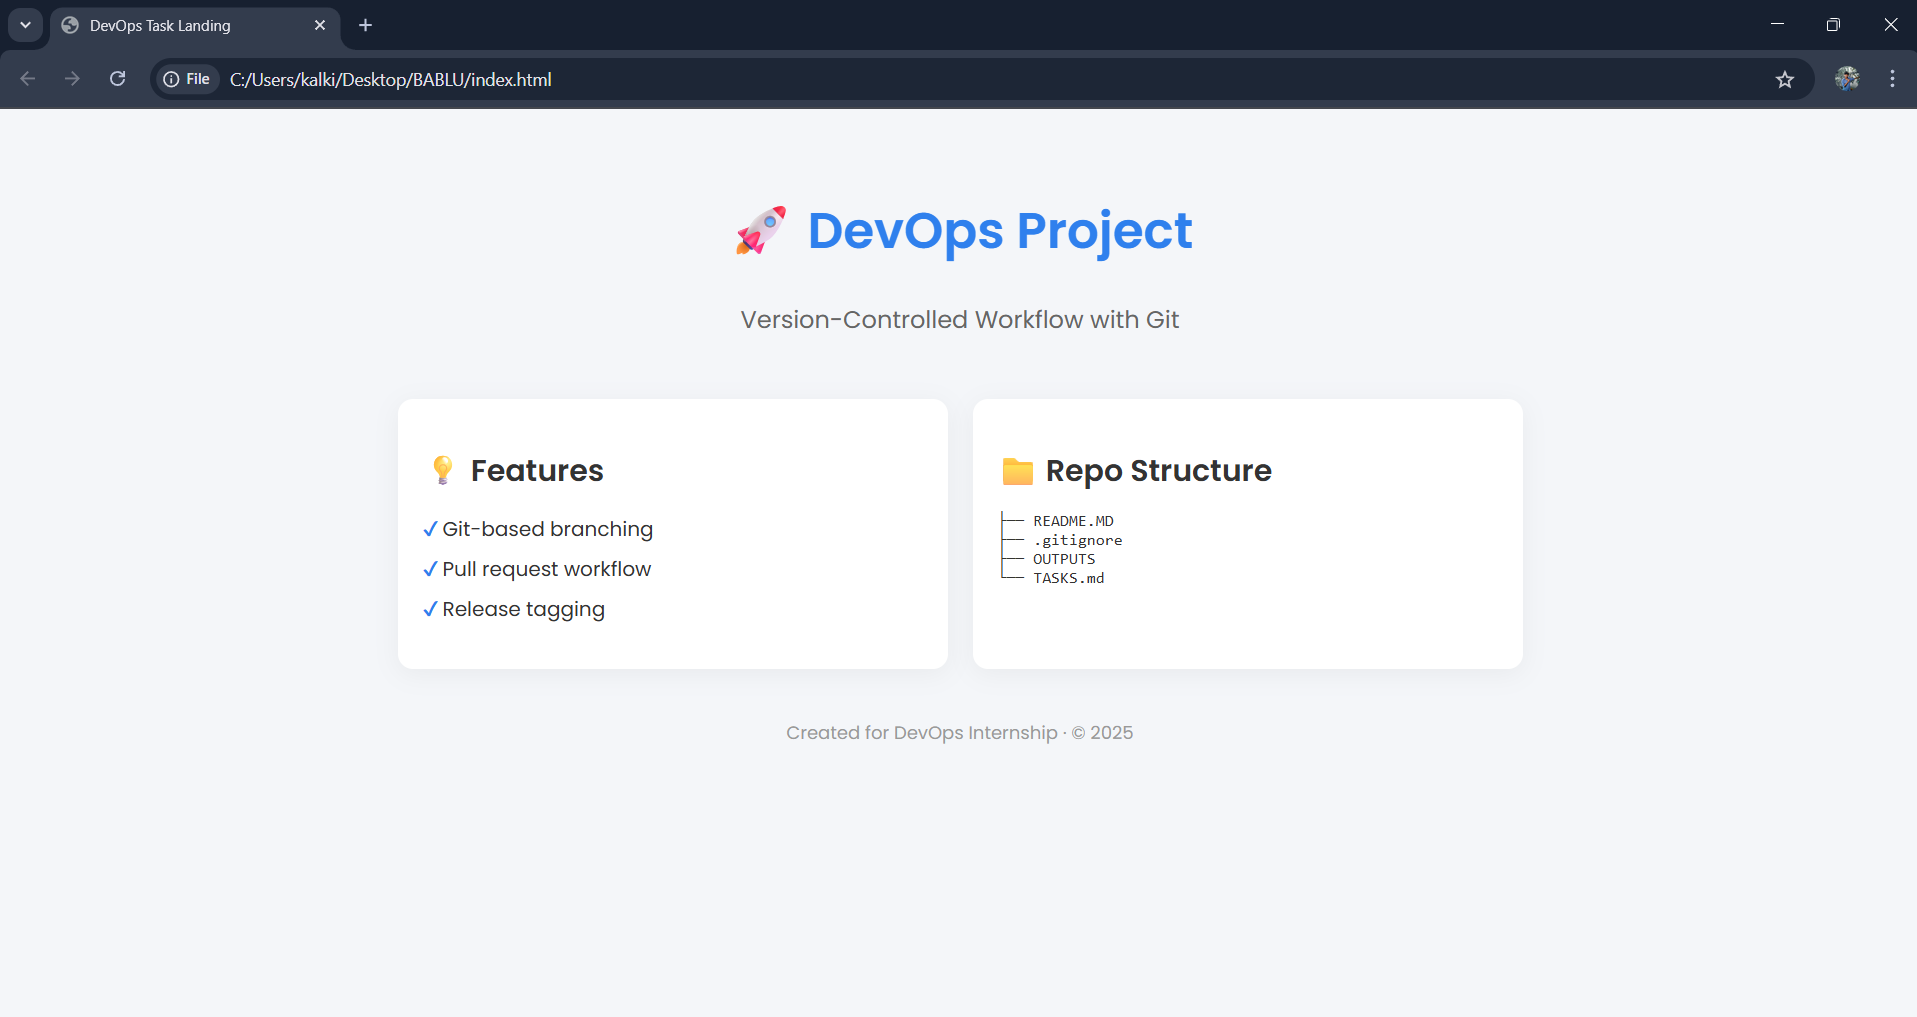 DevOps Task Landing
File C:/Users/kalki/Desktop/BABLU/index.html
🚀 DevOps Project
Version-Controlled Workflow with Git
💡 Features
✓ Git-based branching
✓ Pull request workflow
✓ Release tagging
📁 Repo Structure
├── README.MD
├── .gitignore
├── OUTPUTS
└── TASKS.md
Created for DevOps Internship · © 2025